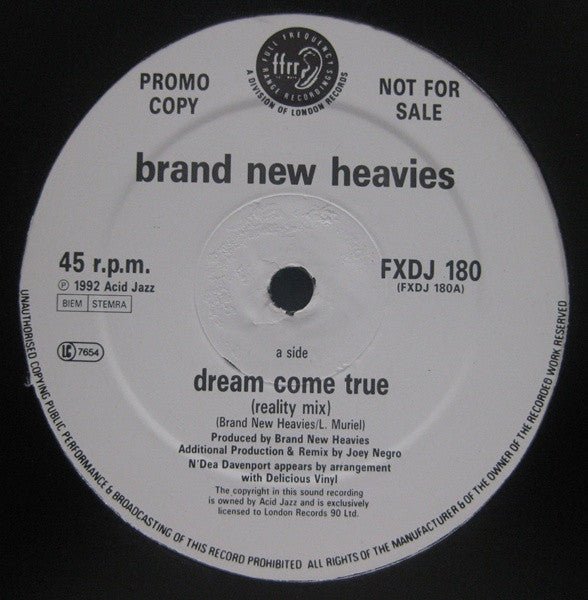 FULL FREQUENCY
ffrr
RANGE RECORDINGS
A DIVISION OF LONDON RECORDS
PROMO
COPY
NOT FOR
SALE
brand new heavies
45 r.p.m.
℗ 1992 Acid Jazz
BIEM STEMRA
LC 7654
FXDJ 180
(FXDJ 180A)
a side
dream come true
(reality mix)
(Brand New Heavies/L. Muriel)
Produced by Brand New Heavies
Additional Production & Remix by Joey Negro
N'Dea Davenport appears by arrangement
with Delicious Vinyl
The copyright in this sound recording
is owned by Acid Jazz and is exclusively
licensed to London Records 90 Ltd.
UNAUTHORISED COPYING PUBLIC PERFORMANCE & BROADCASTING OF THIS RECORD PROHIBITED ALL RIGHTS OF THE MANUFACTURER & OF THE OWNER OF THE RECORDED WORK RESERVED